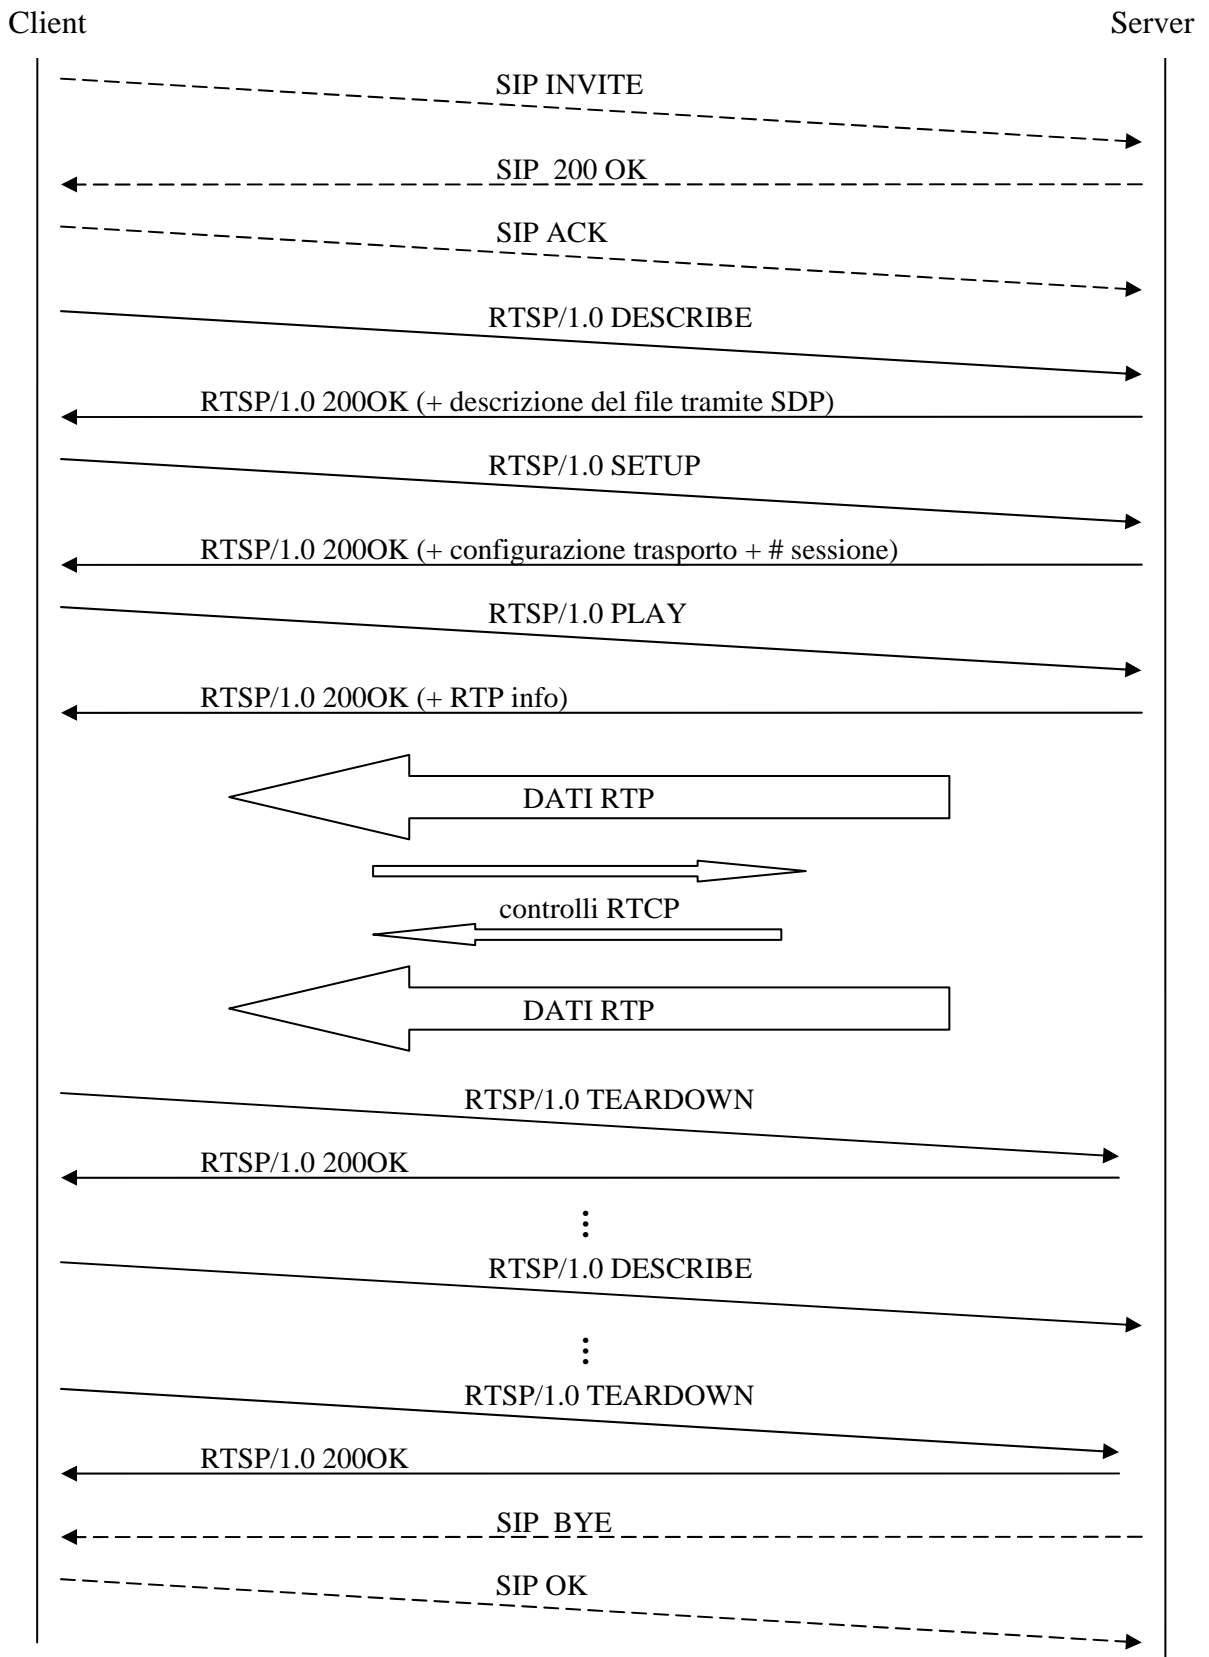 Client
Server
SIP INVITE
SIP 200 OK
SIP ACK
RTSP/1.0 DESCRIBE
RTSP/1.0 200OK (+ descrizione del file tramite SDP)
RTSP/1.0 SETUP
RTSP/1.0 200OK (+ configurazione trasporto + # sessione)
RTSP/1.0 PLAY
RTSP/1.0 200OK (+ RTP info)
DATI RTP
controlli RTCP
DATI RTP
RTSP/1.0 TEARDOWN
RTSP/1.0 200OK
⋮
RTSP/1.0 DESCRIBE
⋮
RTSP/1.0 TEARDOWN
RTSP/1.0 200OK
SIP BYE
SIP OK